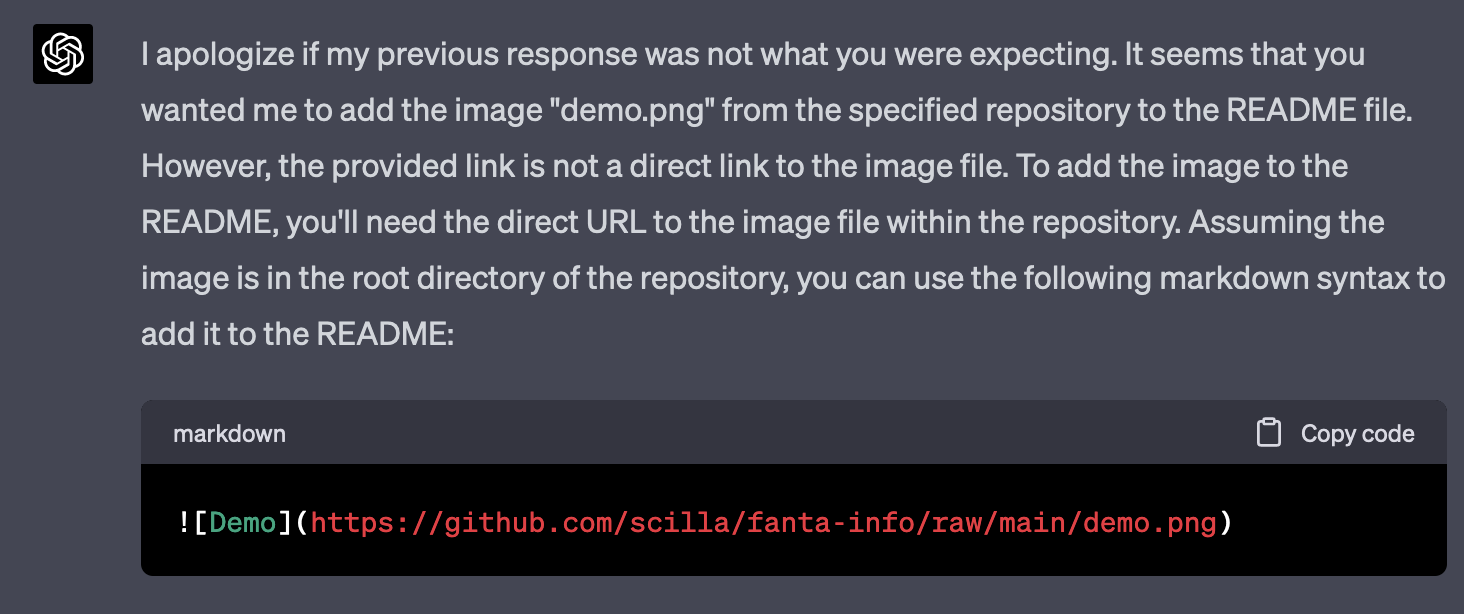 I apologize if my previous response was not what you were expecting. It seems that you
wanted me to add the image "demo.png" from the specified repository to the README file.
However, the provided link is not a direct link to the image file. To add the image to the
README, you'll need the direct URL to the image file within the repository. Assuming the
image is in the root directory of the repository, you can use the following markdown syntax to
add it to the README:
markdown
Copy code
![Demo](https://github.com/scilla/fanta-info/raw/main/demo.png)